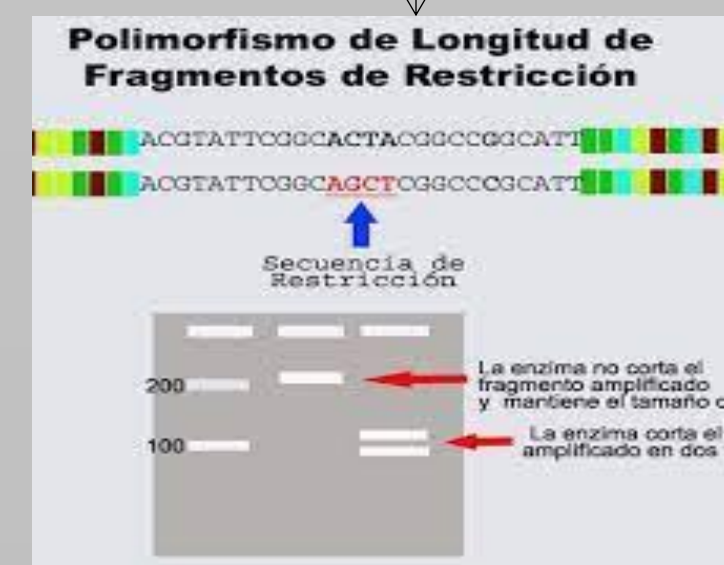 Polimorfismo de Longitud de
Fragmentos de Restricción
ACGTATTCGGCACTACGGCCGGCATT
ACGTATTCGGCAGCTCGGCCCGCATT
Secuencia de
Restricción
La enzima no corta el
200 fragmento amplificado
y mantiene el tamaño
La enzima corta el
100 amplificado en dos